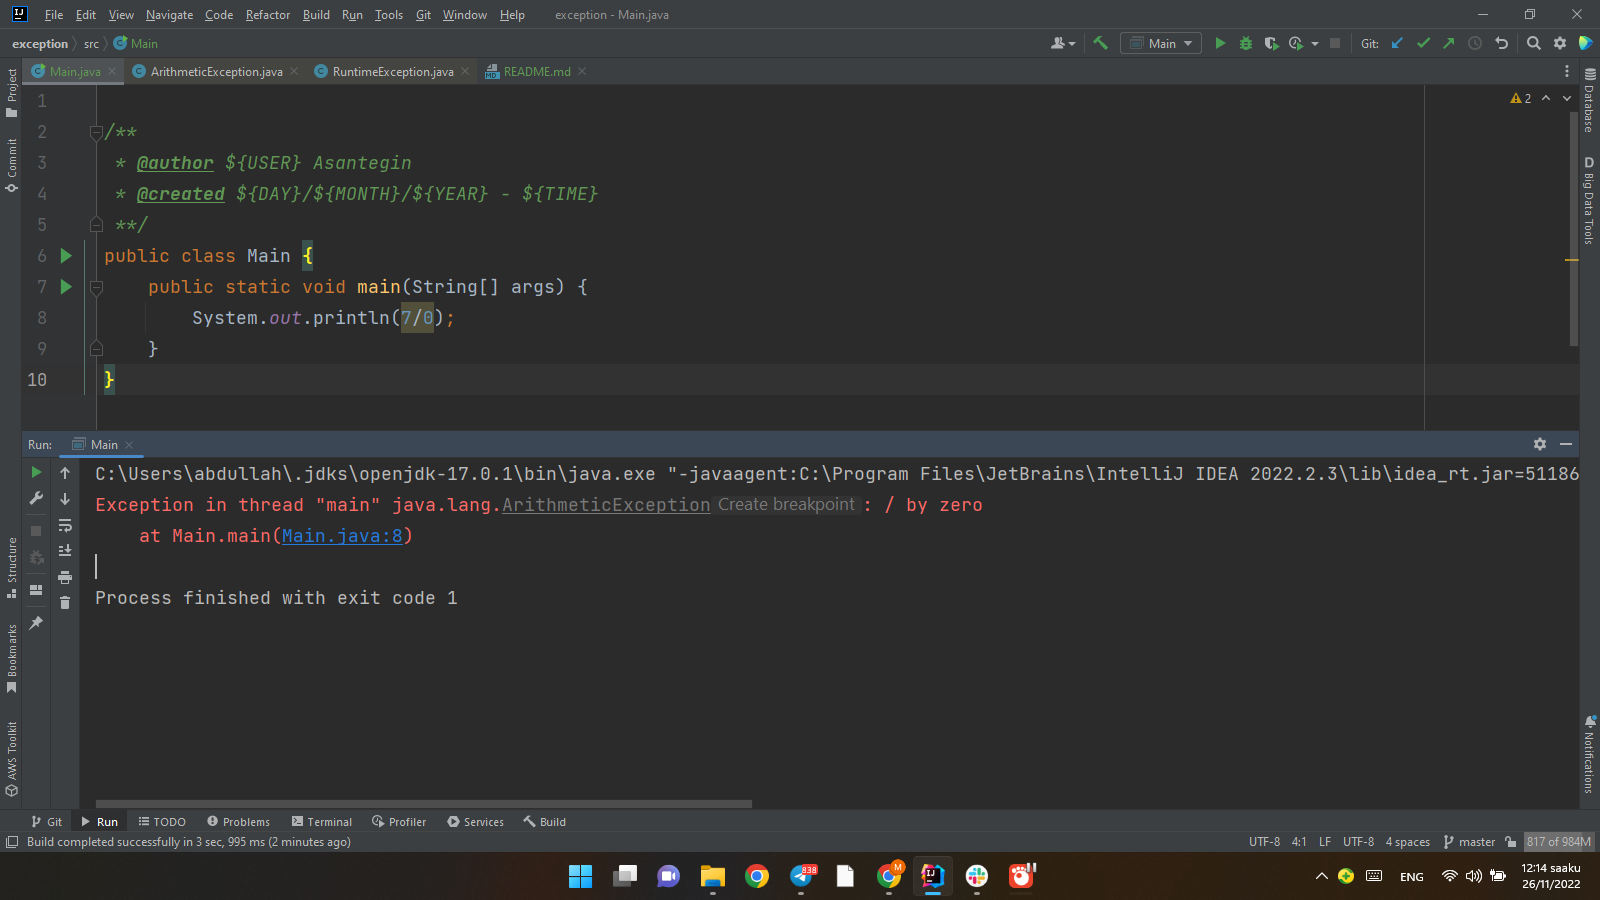 File Edit View Navigate Code Refactor Build Run Tools Git Window Help exception - Main.java
exception src Main Main Git:
Main.java ArithmeticException.java RuntimeException.java README.md
Project
Commit
Structure
Bookmarks
AWS Toolkit
1
2 /**
3 * @author ${USER} Asantegin
4 * @created ${DAY}/${MONTH}/${YEAR} - ${TIME}
5 **/
6 public class Main {
7 public static void main(String[] args) {
8 System.out.println(7/0);
9 }
10 }
2
Database
D Big Data Tools
Notifications
Run: Main
C:\Users\abdullah\.jdks\openjdk-17.0.1\bin\java.exe "-javaagent:C:\Program Files\JetBrains\IntelliJ IDEA 2022.2.3\lib\idea_rt.jar=51186
Exception in thread "main" java.lang.ArithmeticException Create breakpoint : / by zero
at Main.main(Main.java:8)
Process finished with exit code 1
Git Run TODO Problems Terminal Profiler Services Build
Build completed successfully in 3 sec, 995 ms (2 minutes ago) UTF-8 4:1 LF UTF-8 4 spaces master 817 of 984M
838 M IJ ENG 12:14 saaku
26/11/2022